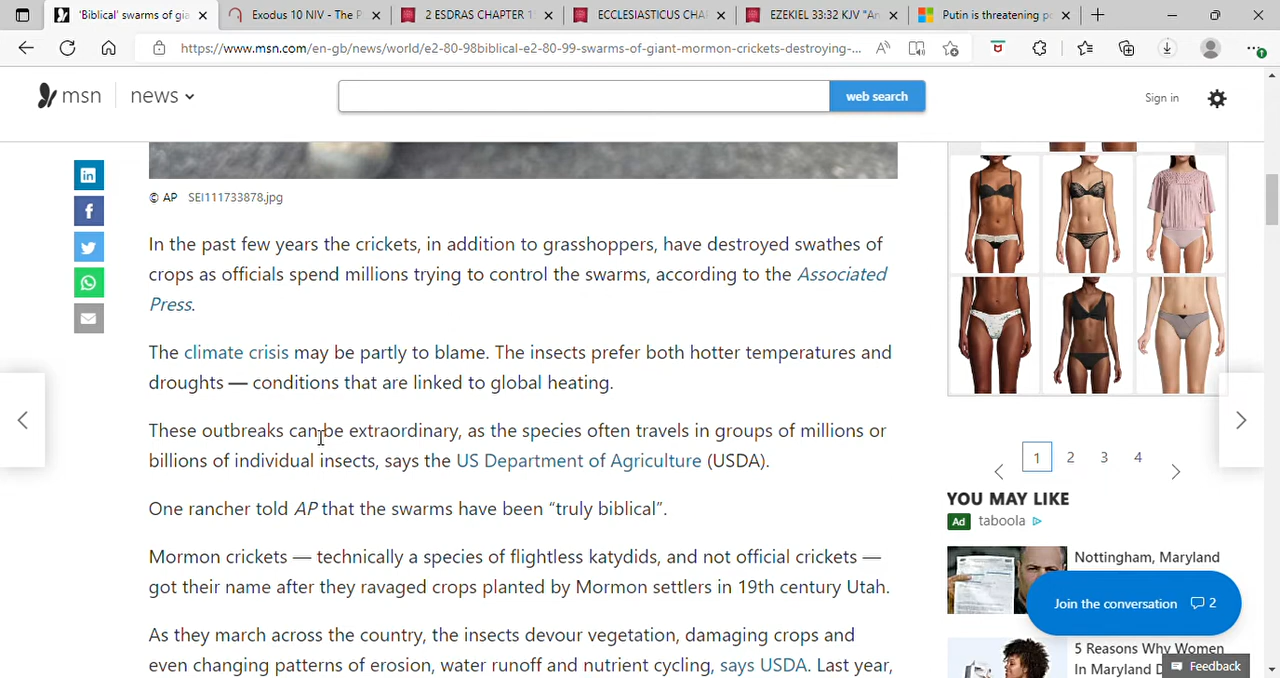 'Biblical' swarms of gia
Exodus 10 NIV - The P
2 ESDRAS CHAPTER 1
ECCLESIASTICUS CHA
EZEKIEL 33:32 KJV "An
Putin is threatening po
https://www.msn.com/en-gb/news/world/e2-80-98biblical-e2-80-99-swarms-of-giant-mormon-crickets-destroying-...
msn
news
web search
Sign in
© AP SEI111733878.jpg
In the past few years the crickets, in addition to grasshoppers, have destroyed swathes of
crops as officials spend millions trying to control the swarms, according to the Associated
Press.
The climate crisis may be partly to blame. The insects prefer both hotter temperatures and
droughts — conditions that are linked to global heating.
These outbreaks can be extraordinary, as the species often travels in groups of millions or
billions of individual insects, says the US Department of Agriculture (USDA).
One rancher told AP that the swarms have been “truly biblical”.
Mormon crickets — technically a species of flightless katydids, and not official crickets —
got their name after they ravaged crops planted by Mormon settlers in 19th century Utah.
As they march across the country, the insects devour vegetation, damaging crops and
even changing patterns of erosion, water runoff and nutrient cycling, says USDA. Last year,
1 2 3 4
YOU MAY LIKE
Ad taboola
Nottingham, Maryland
Join the conversation 2
5 Reasons Why Women
In Maryland D
Feedback